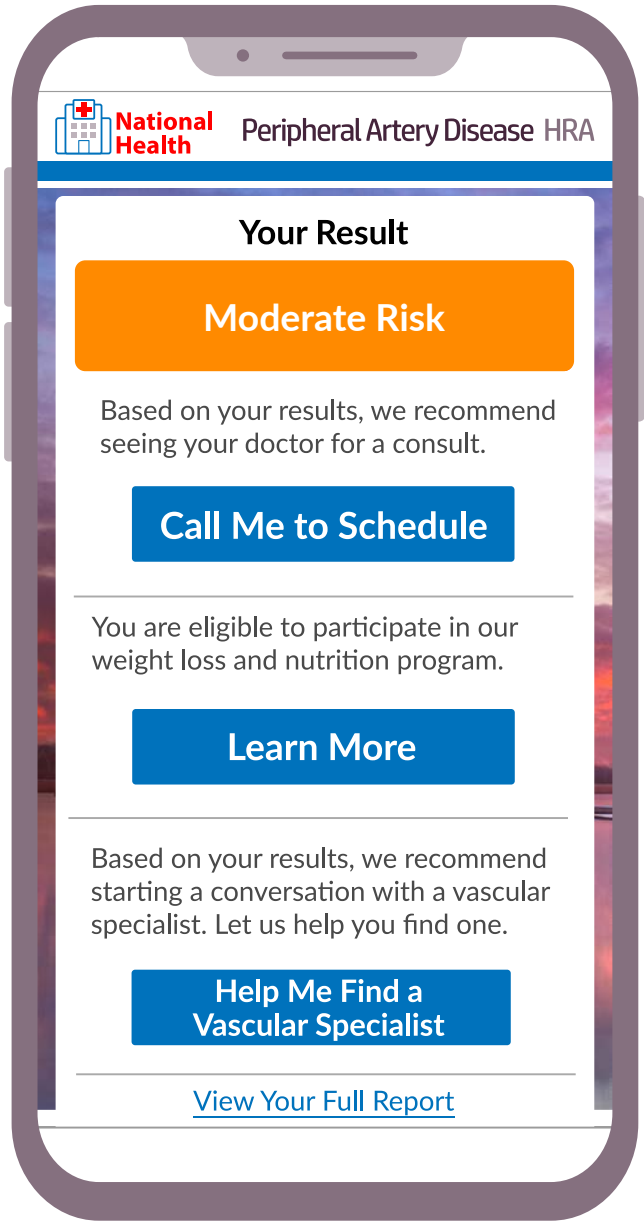 National
Health
Peripheral Artery Disease HRA
Your Result
Moderate Risk
Based on your results, we recommend
seeing your doctor for a consult.
Call Me to Schedule
You are eligible to participate in our
weight loss and nutrition program.
Learn More
Based on your results, we recommend
starting a conversation with a vascular
specialist. Let us help you find one.
Help Me Find a
Vascular Specialist
View Your Full Report